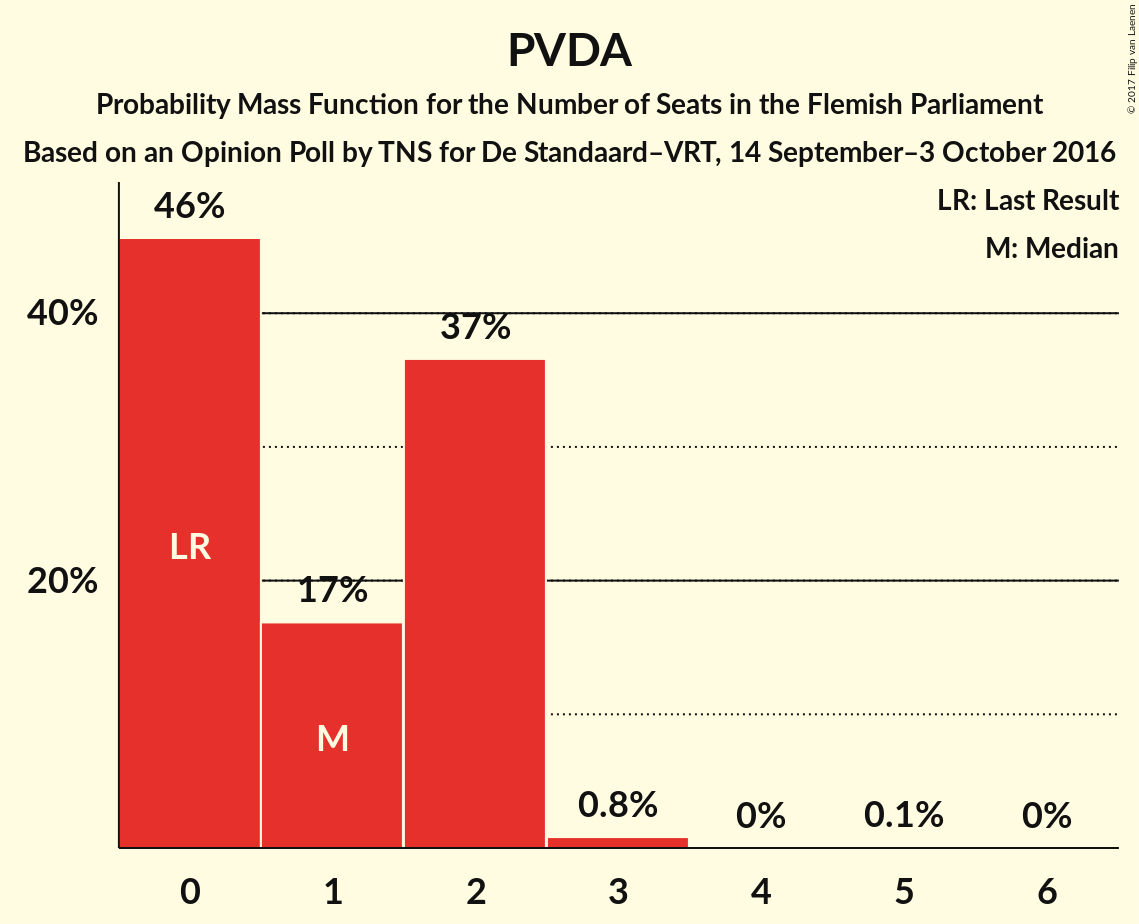 PVDA
Probability Mass Function for the Number of Seats in the Flemish Parliament
Based on an Opinion Poll by TNS for De Standaard–VRT, 14 September–3 October 2016
© 2017 Filip van Laenen
LR: Last Result
M: Median
46%
40%
37%
LR
20%
17%
M
0.8%
0%
0.1%
0%
0 1 2 3 4 5 6